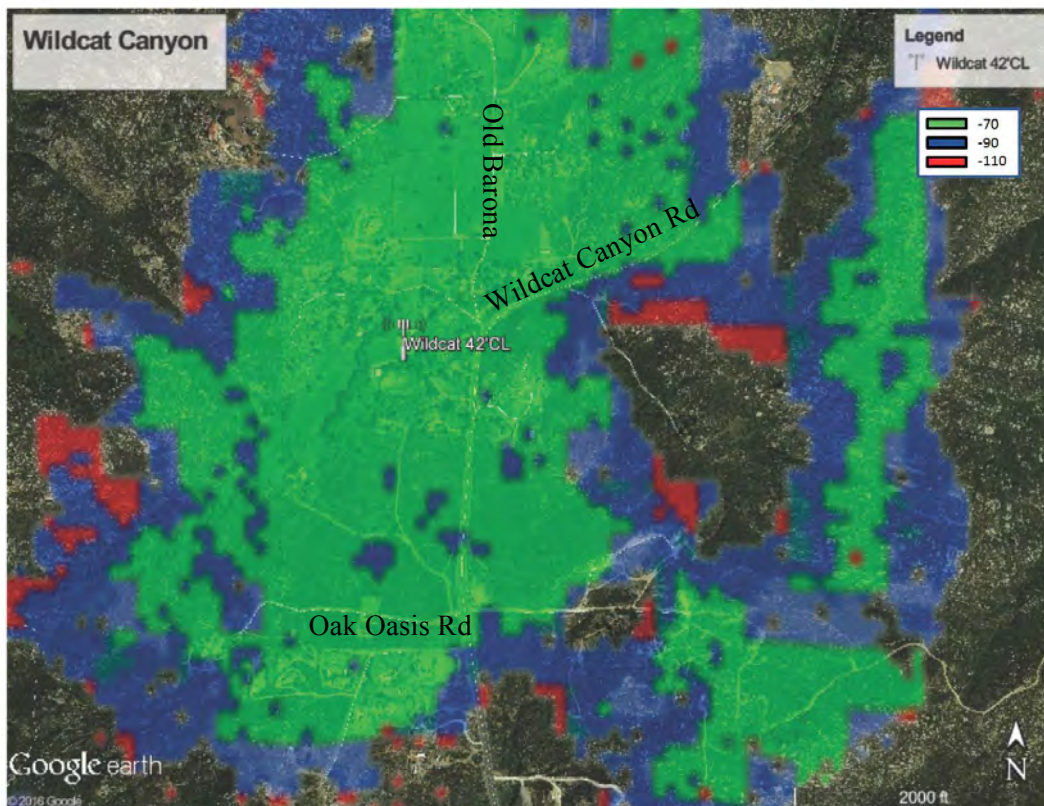 Wildcat Canyon
Legend
Wildcat 42'CL
-70
-90
-110
Old Barona
Wildcat Canyon Rd
Wildcat 42'CL
Oak Oasis Rd
Google earth
© 2016 Google
N
2000 ft